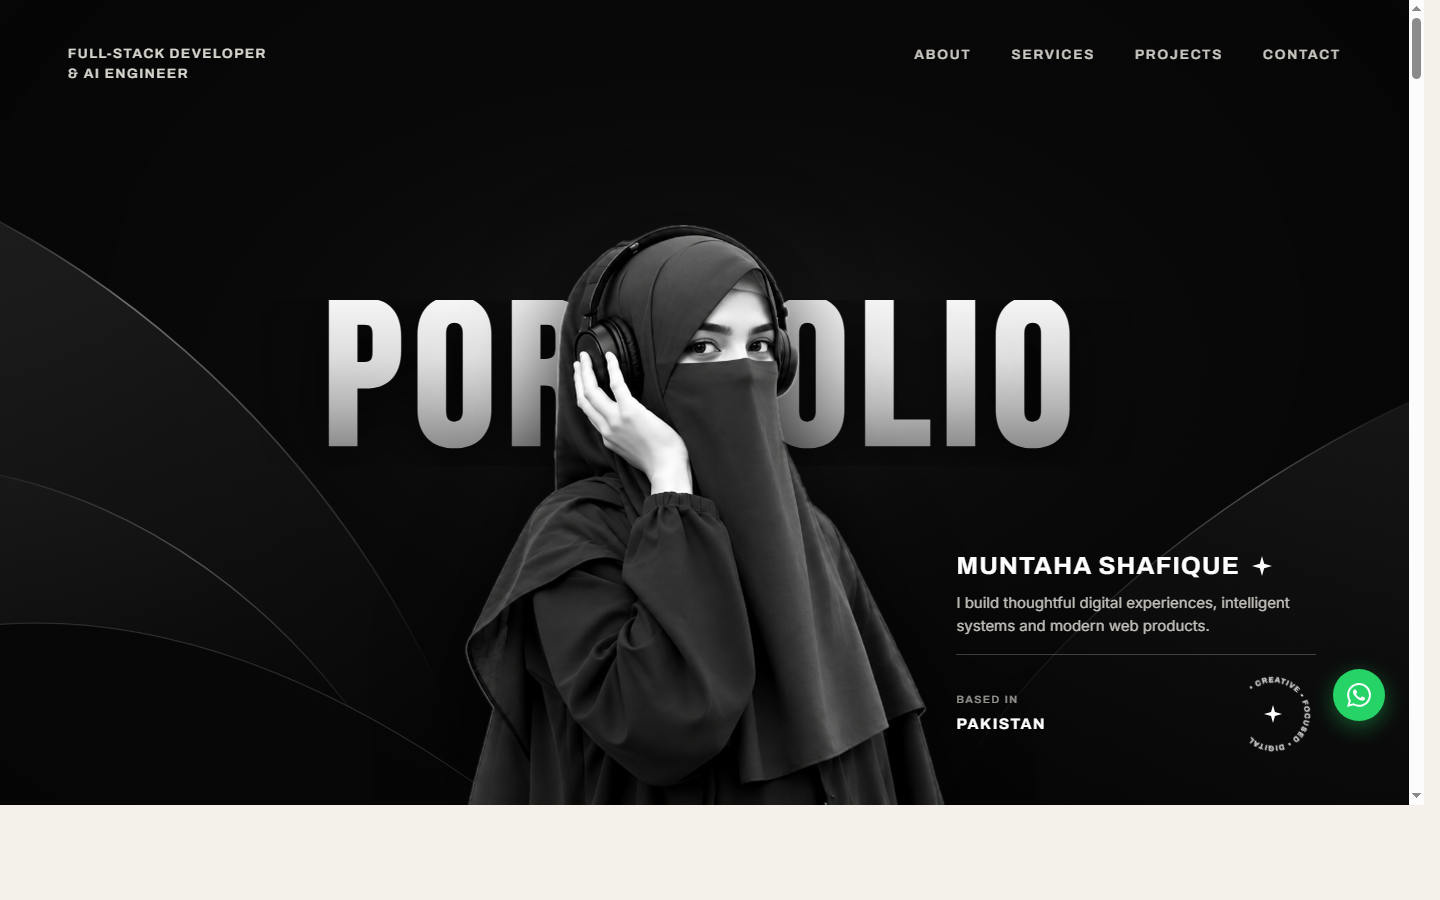 FULL-STACK DEVELOPER
& AI ENGINEER
ABOUT SERVICES PROJECTS CONTACT
POR OLIO
MUNTAHA SHAFIQUE
I build thoughtful digital experiences, intelligent
systems and modern web products.
BASED IN
PAKISTAN
• CREATIVE • FOCUSED • DIGITAL